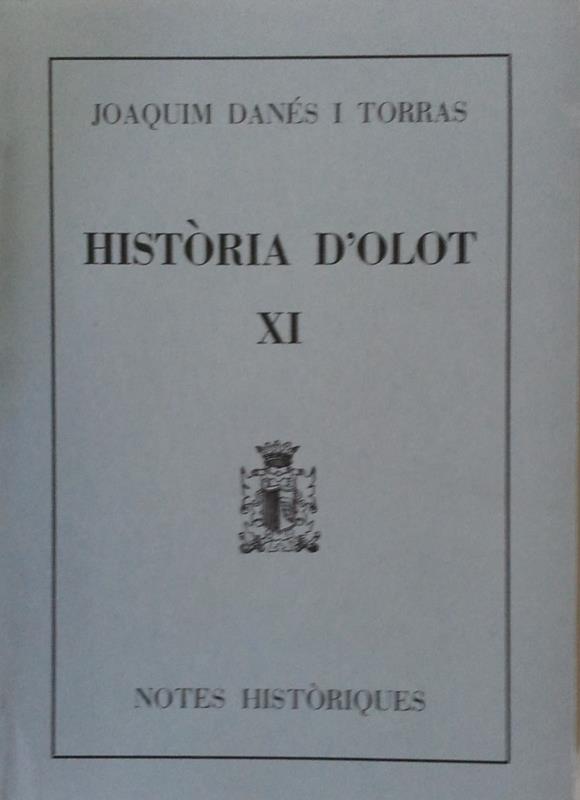 JOAQUIM DANÉS I TORRAS
HISTÒRIA D'OLOT
XI
NOTES HISTÒRIQUES